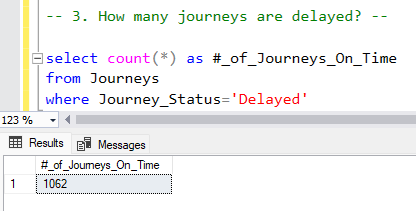 -- 3. How many journeys are delayed? --
select count(*) as #_of_Journeys_On_Time
from Journeys
where Journey_Status='Delayed'
123 %
Results Messages
#_of_Journeys_On_Time
1 1062